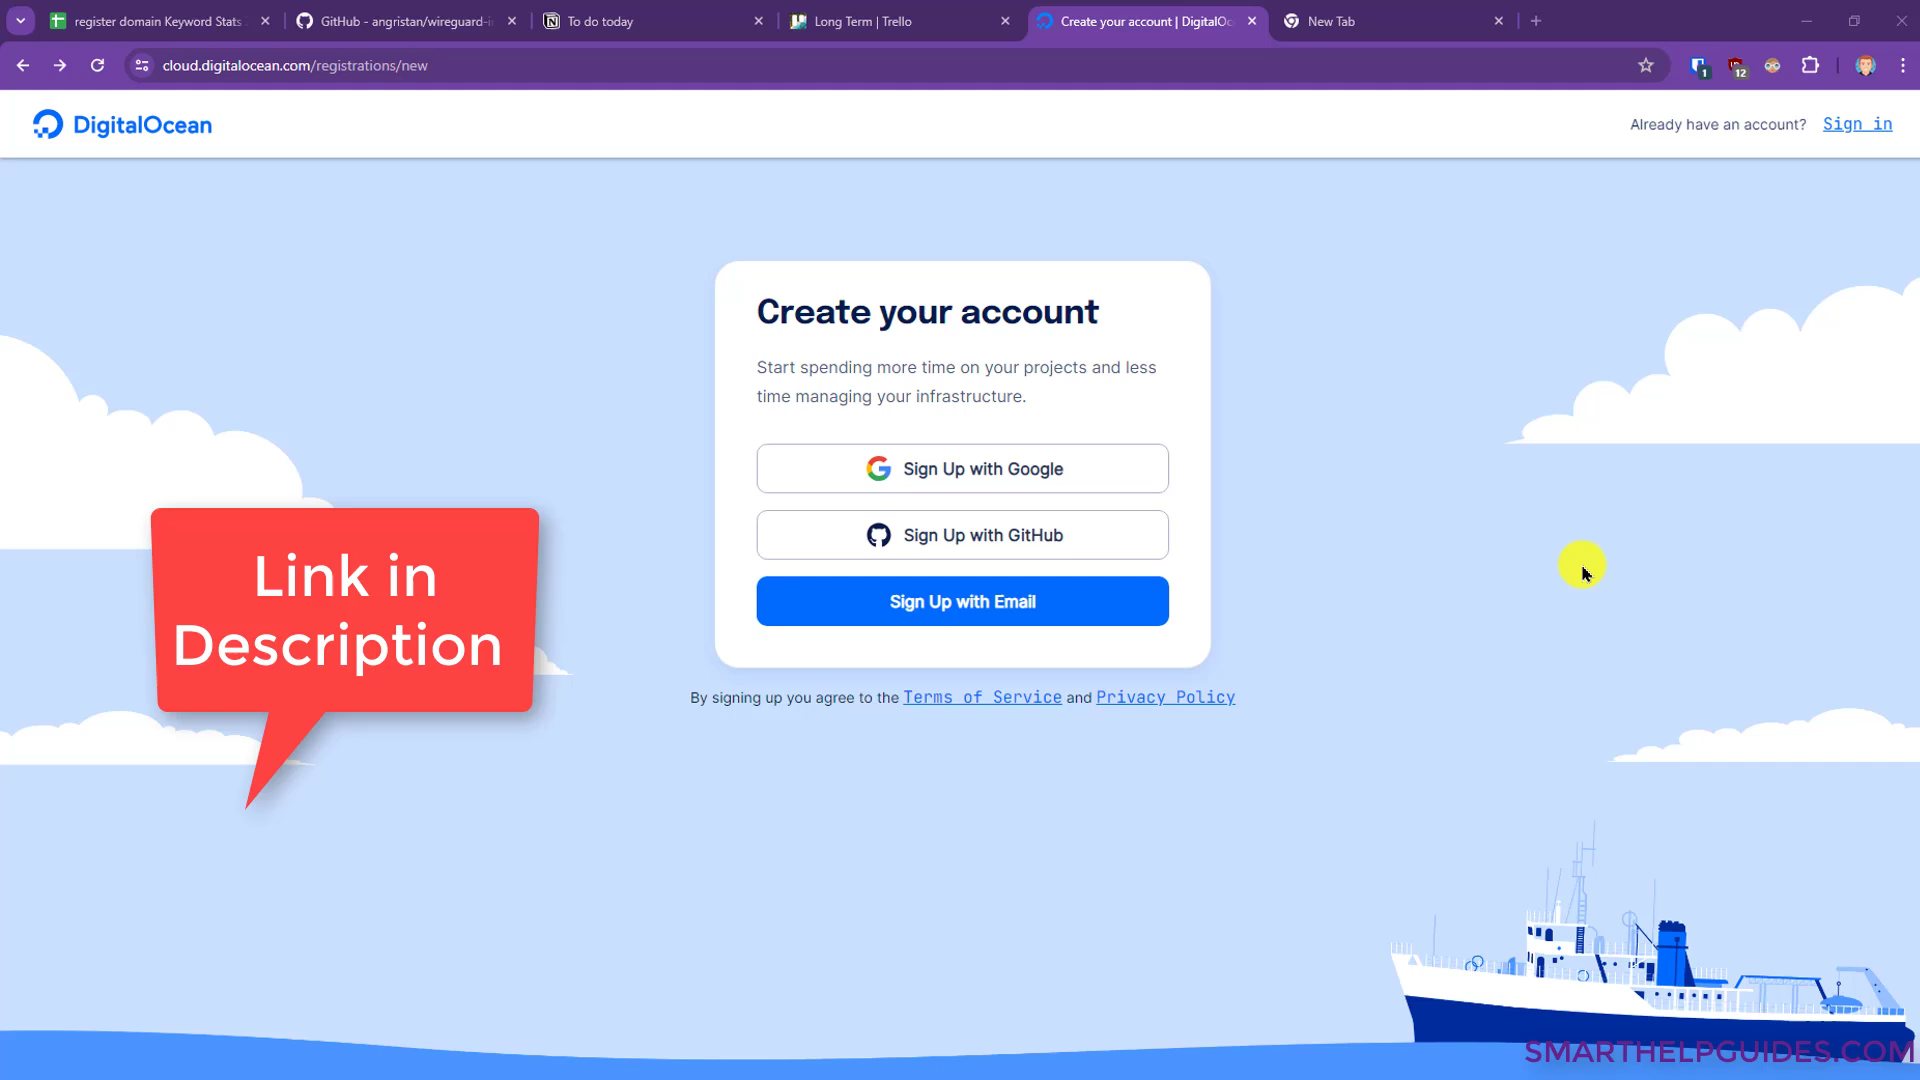 register domain Keyword Stats
GitHub - angristan/wireguard-i
To do today
Long Term | Trello
Create your account | DigitalOc
New Tab
cloud.digitalocean.com/registrations/new
1
12
DigitalOcean
Already have an account? Sign in
Create your account
Start spending more time on your projects and less
time managing your infrastructure.
Sign Up with Google
Sign Up with GitHub
Sign Up with Email
By signing up you agree to the Terms of Service and Privacy Policy
Link in
Description
SMARTHELPGUIDES.COM